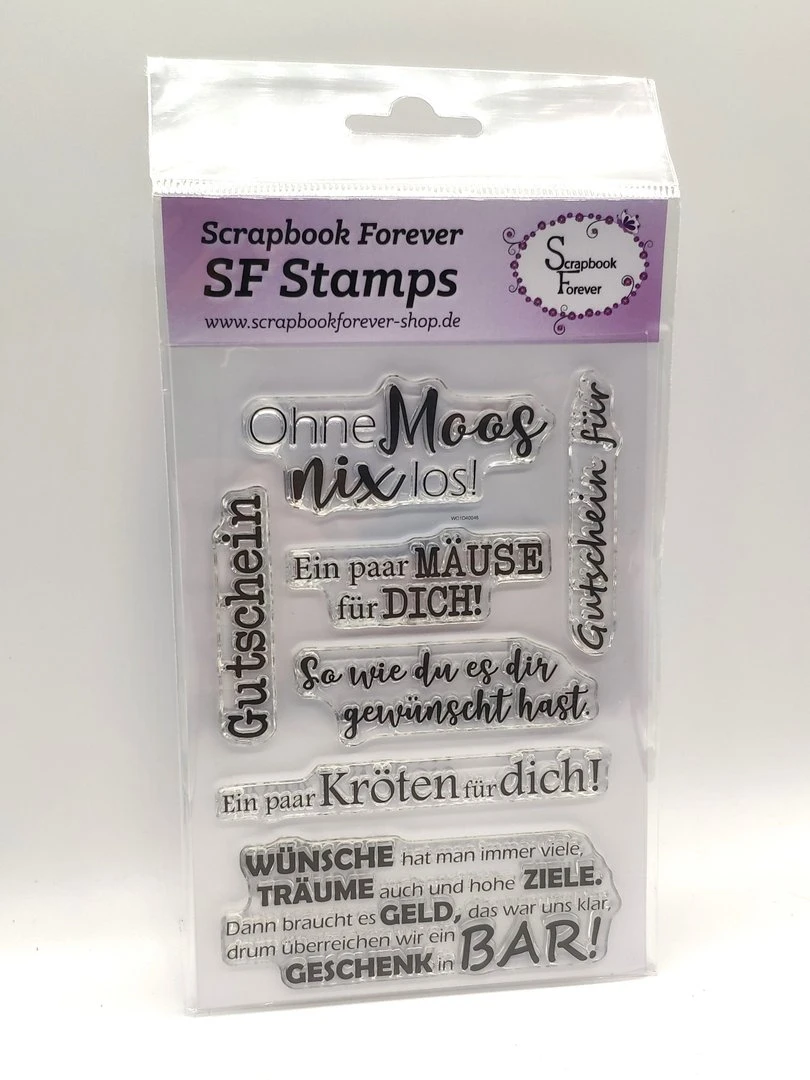 Scrapbook Forever
SF Stamps
www.scrapbookforever-shop.de
Scrapbook
Forever
Ohne Moos
nix los!
Gutschein für
Gutschein
Ein paar MÄUSE
für DICH!
So wie du es dir
gewünscht hast.
Ein paar Kröten für dich!
WÜNSCHE hat man immer viele,
TRÄUME auch und hohe ZIELE.
Dann braucht es GELD, das war uns klar,
drum überreichen wir ein
GESCHENK in BAR!